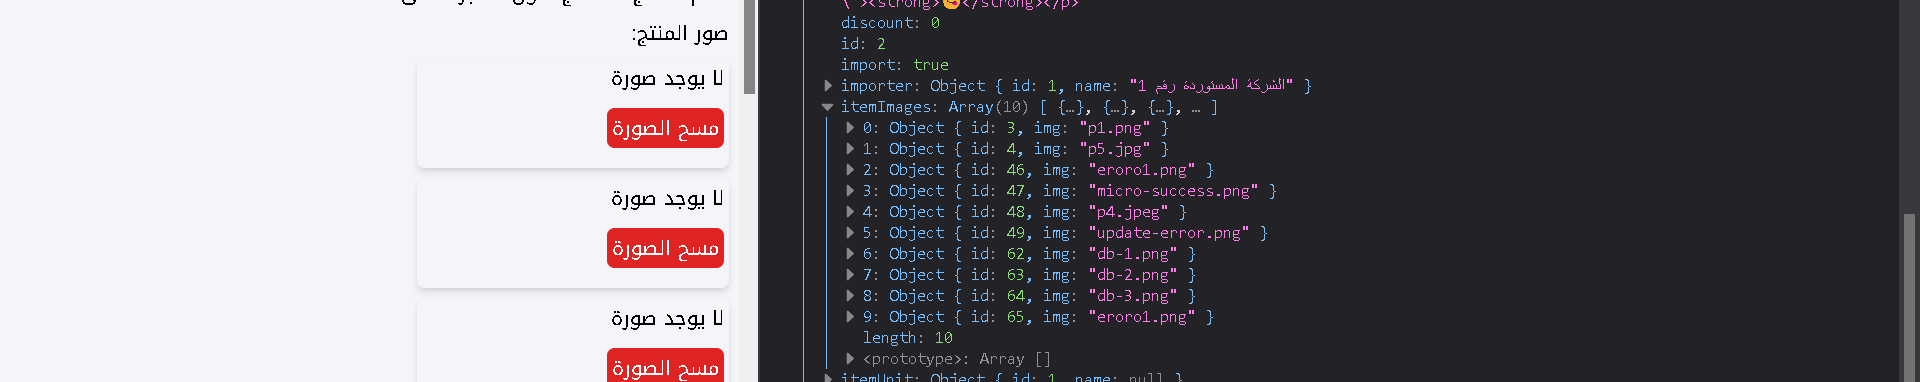 صور المنتج:
لا يوجد صورة
مسح الصورة
لا يوجد صورة
مسح الصورة
لا يوجد صورة
مسح الصورة
\"><strong>😋</strong></p>
discount: 0
id: 2
import: true
importer: Object { id: 1, name: "الشركة المستوردة رقم 1" }
itemImages: Array(10) [ {…}, {…}, {…}, … ]
0: Object { id: 3, img: "p1.png" }
1: Object { id: 4, img: "p5.jpg" }
2: Object { id: 46, img: "eroro1.png" }
3: Object { id: 47, img: "micro-success.png" }
4: Object { id: 48, img: "p4.jpeg" }
5: Object { id: 49, img: "update-error.png" }
6: Object { id: 62, img: "db-1.png" }
7: Object { id: 63, img: "db-2.png" }
8: Object { id: 64, img: "db-3.png" }
9: Object { id: 65, img: "eroro1.png" }
length: 10
<prototype>: Array []
itemUnit: Object { id: 1, name: null }